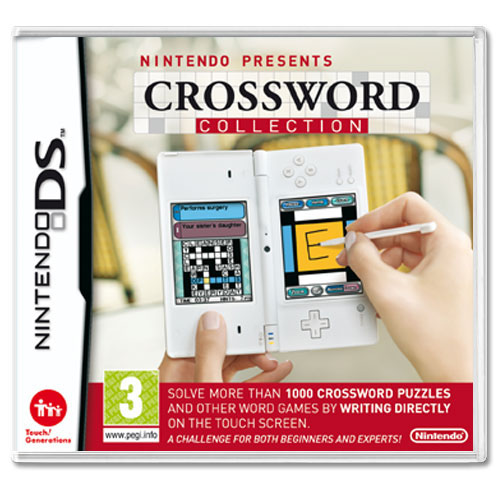 NINTENDO PRESENTS
CROSSWORD
COLLECTION
NINTENDO DS™
Performs surgery
Your sister's daughter
E
3
www.pegi.info
Touch!
Generations
SOLVE MORE THAN 1000 CROSSWORD PUZZLES
AND OTHER WORD GAMES BY WRITING DIRECTLY
ON THE TOUCH SCREEN.
A CHALLENGE FOR BOTH BEGINNERS AND EXPERTS!
Nintendo